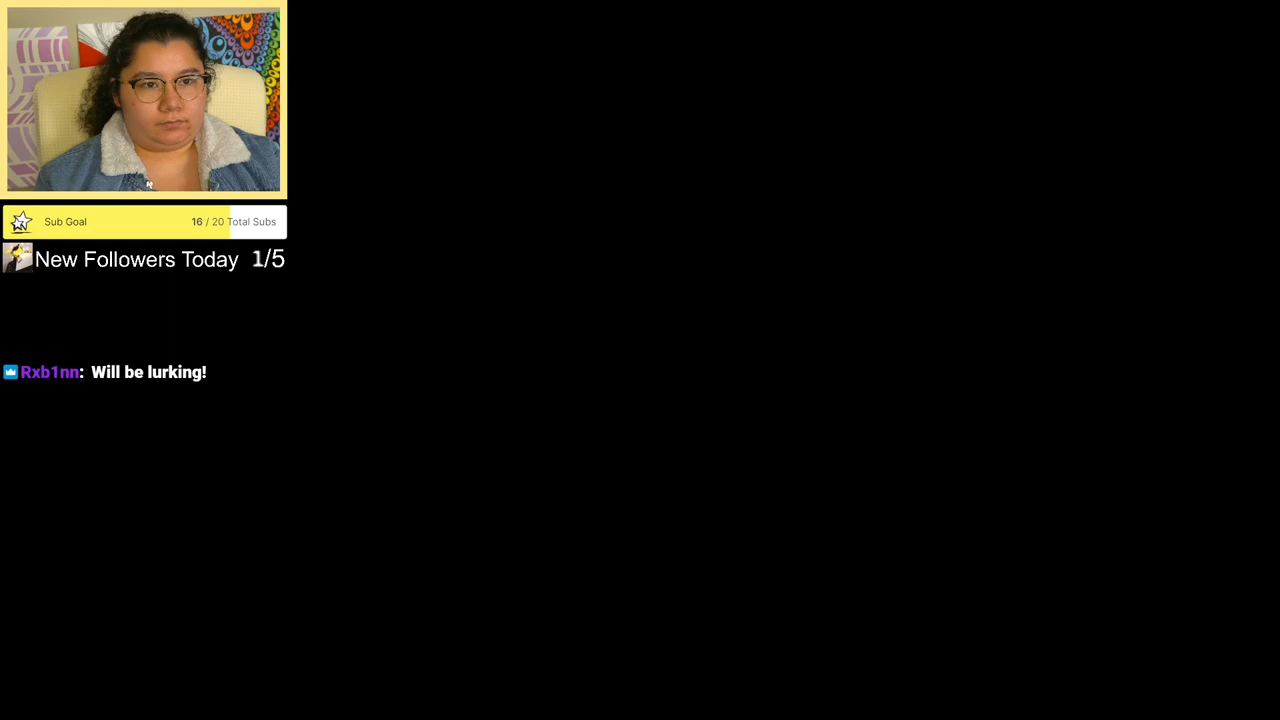 Sub Goal 16 / 20 Total Subs
New Followers Today 1/5
Rxb1nn: Will be lurking!